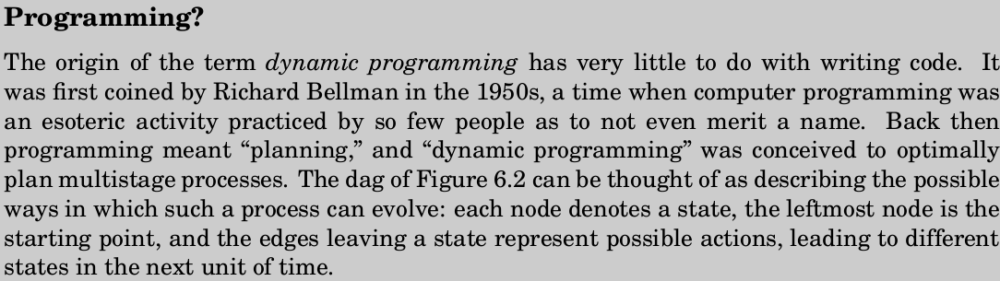 Programming?
The origin of the term dynamic programming has very little to do with writing code. It
was first coined by Richard Bellman in the 1950s, a time when computer programming was
an esoteric activity practiced by so few people as to not even merit a name. Back then
programming meant “planning,” and “dynamic programming” was conceived to optimally
plan multistage processes. The dag of Figure 6.2 can be thought of as describing the possible
ways in which such a process can evolve: each node denotes a state, the leftmost node is the
starting point, and the edges leaving a state represent possible actions, leading to different
states in the next unit of time.